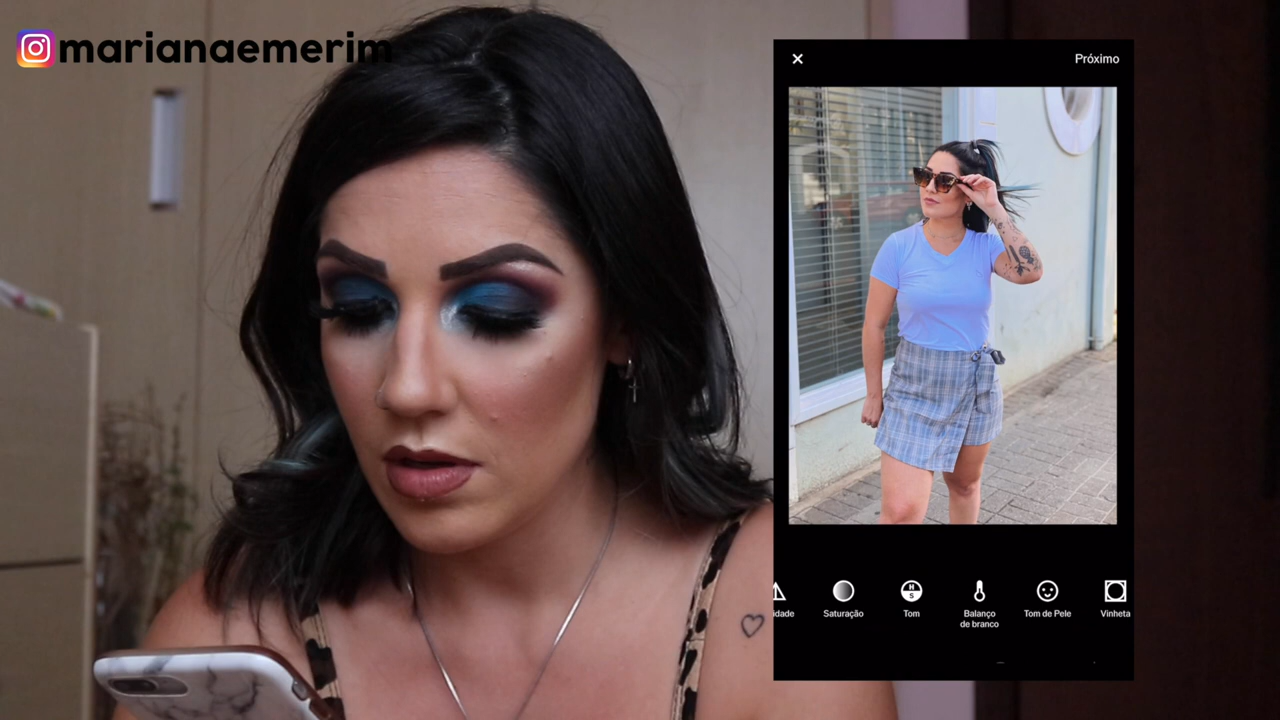 marianaemerim
Próximo
idade
Saturação
H
S
Tom
Balanço
de branco
Tom de Pele
Vinheta